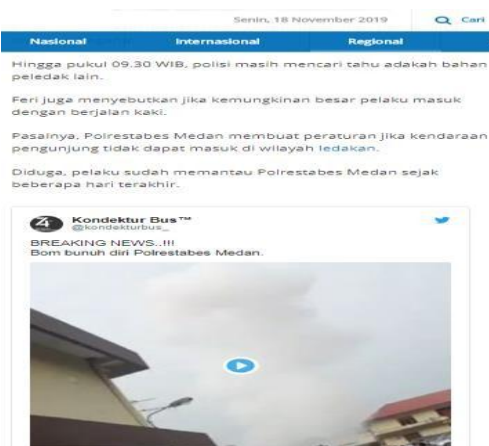 Senin, 18 November 2019
Cari
Nasional Internasional Regional
Hingga pukul 09.30 WIB, polisi masih mencari tahu adakah bahan
peledak lain.
Feri juga menyebutkan jika kemungkinan besar pelaku masuk
dengan berjalan kaki.
Pasalnya, Polrestabes Medan membuat peraturan jika kendaraan
pengunjung tidak dapat masuk di wilayah ledakan.
Diduga, pelaku sudah memantau Polrestabes Medan sejak
beberapa hari terakhir.
Kondektur Bus™
@kondekturbus_
BREAKING NEWS..!!!
Bom bunuh diri Polrestabes Medan.